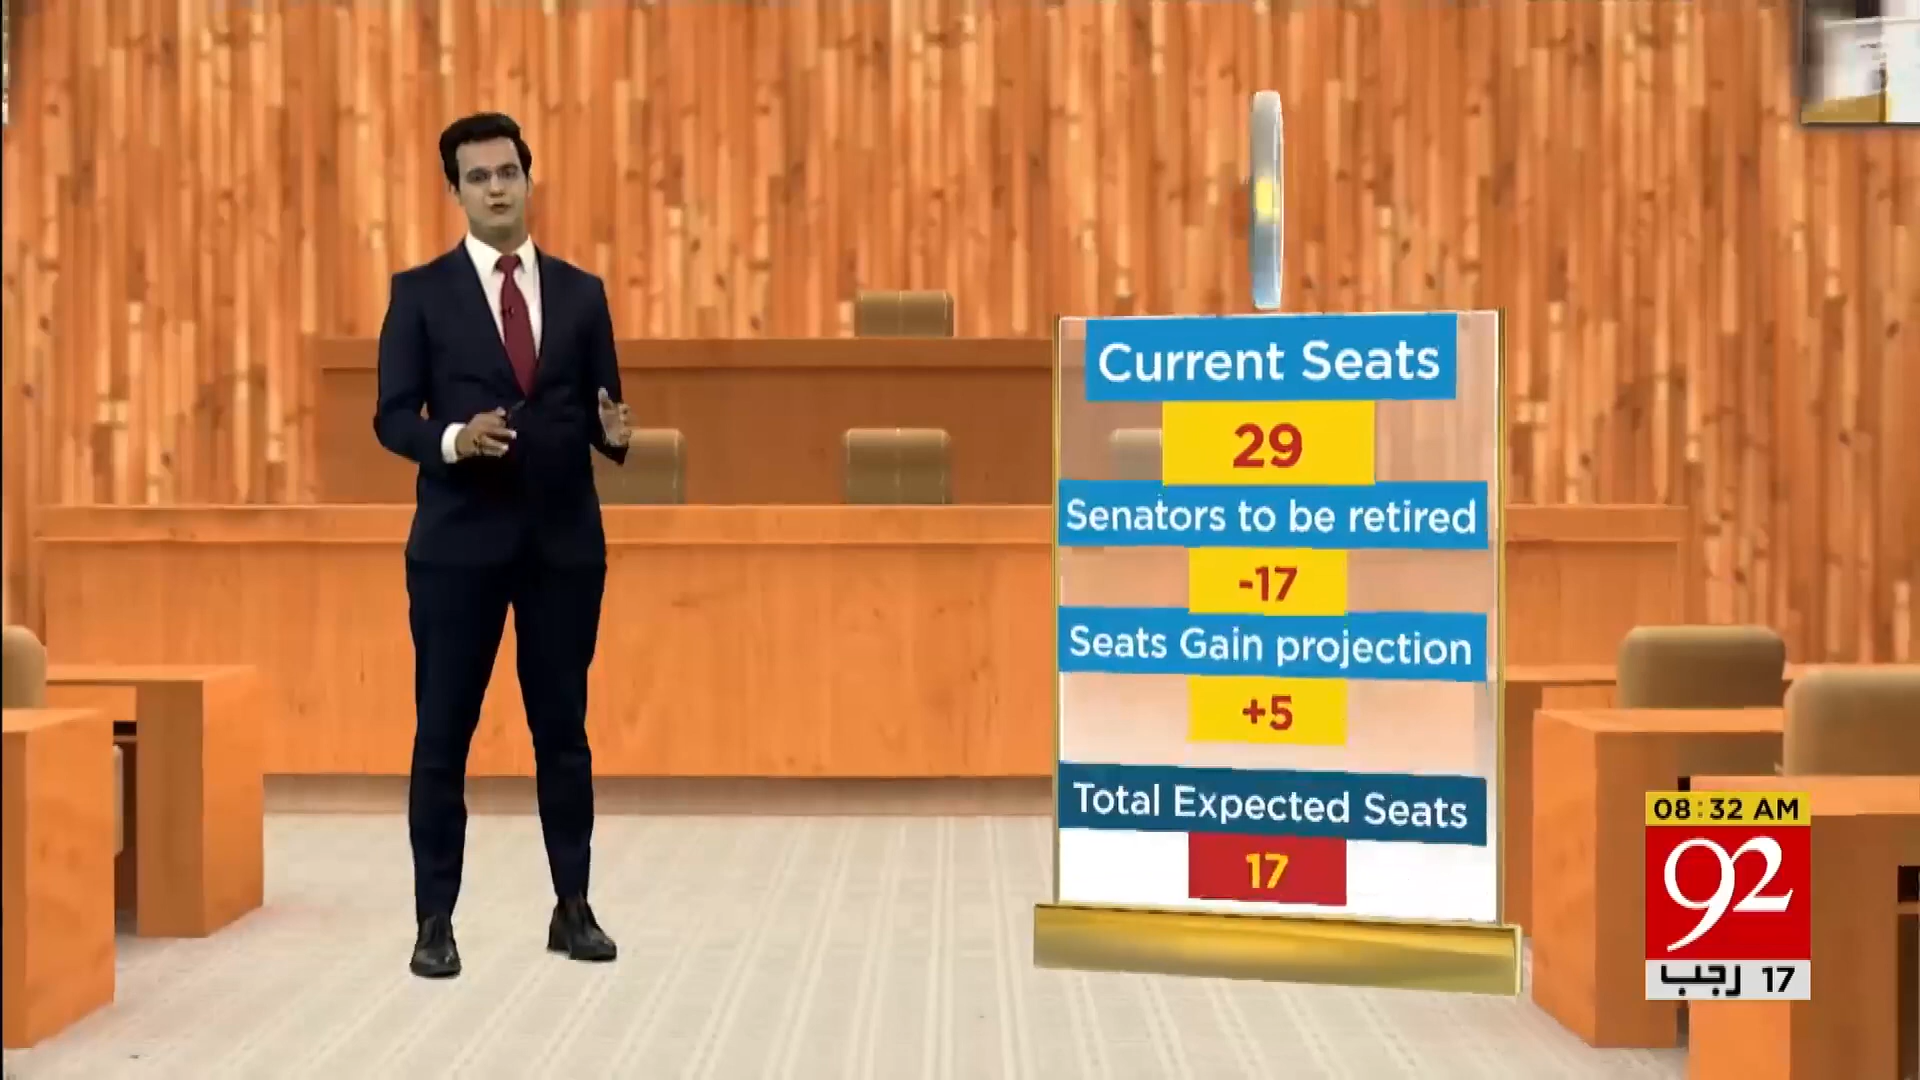 Current Seats
29
Senators to be retired
-17
Seats Gain projection
+5
Total Expected Seats
17
08:32 AM
92
17 رجب